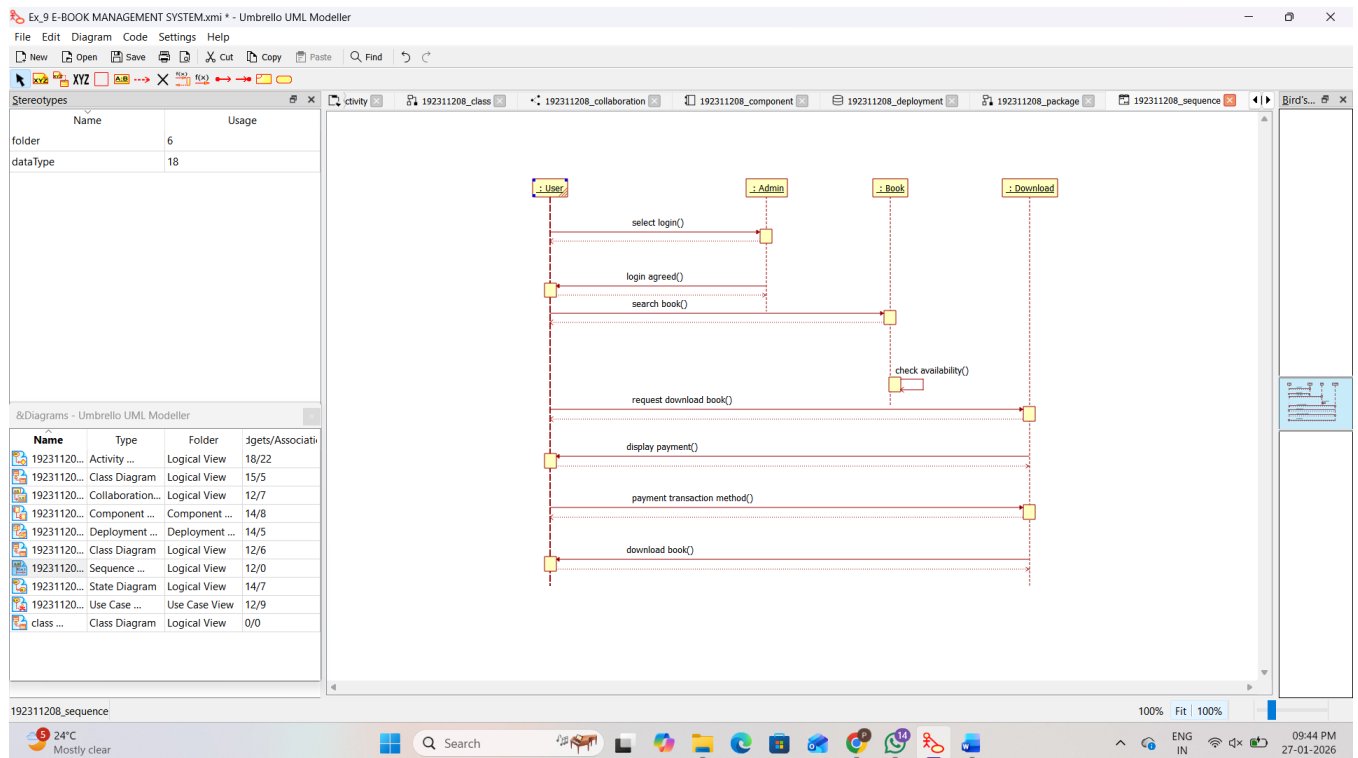 Ex_9 E-BOOK MANAGEMENT SYSTEM.xmi * - Umbrello UML Modeller
File Edit Diagram Code Settings Help
New Open Save Cut Copy Paste Find
XYZ XYZ A:B f(x) f(x)
Stereotypes
Name Usage
folder 6
dataType 18
ctivity 192311208_class 192311208_collaboration 192311208_component 192311208_deployment 192311208_package 192311208_sequence
Bird's...
: User : Admin : Book : Download
select login()
login agreed()
search book()
check availability()
request download book()
display payment()
payment transaction method()
download book()
&Diagrams - Umbrello UML Modeller
Name Type Folder dgets/Associati
19231120... Activity ... Logical View 18/22
19231120... Class Diagram Logical View 15/5
19231120... Collaboration... Logical View 12/7
19231120... Component ... Component ... 14/8
19231120... Deployment ... Deployment ... 14/5
19231120... Class Diagram Logical View 12/6
19231120... Sequence ... Logical View 12/0
19231120... State Diagram Logical View 14/7
19231120... Use Case ... Use Case View 12/9
class ... Class Diagram Logical View 0/0
192311208_sequence
100% Fit 100%
5 24°C
Mostly clear
Search
P 14
ENG
IN
09:44 PM
27-01-2026